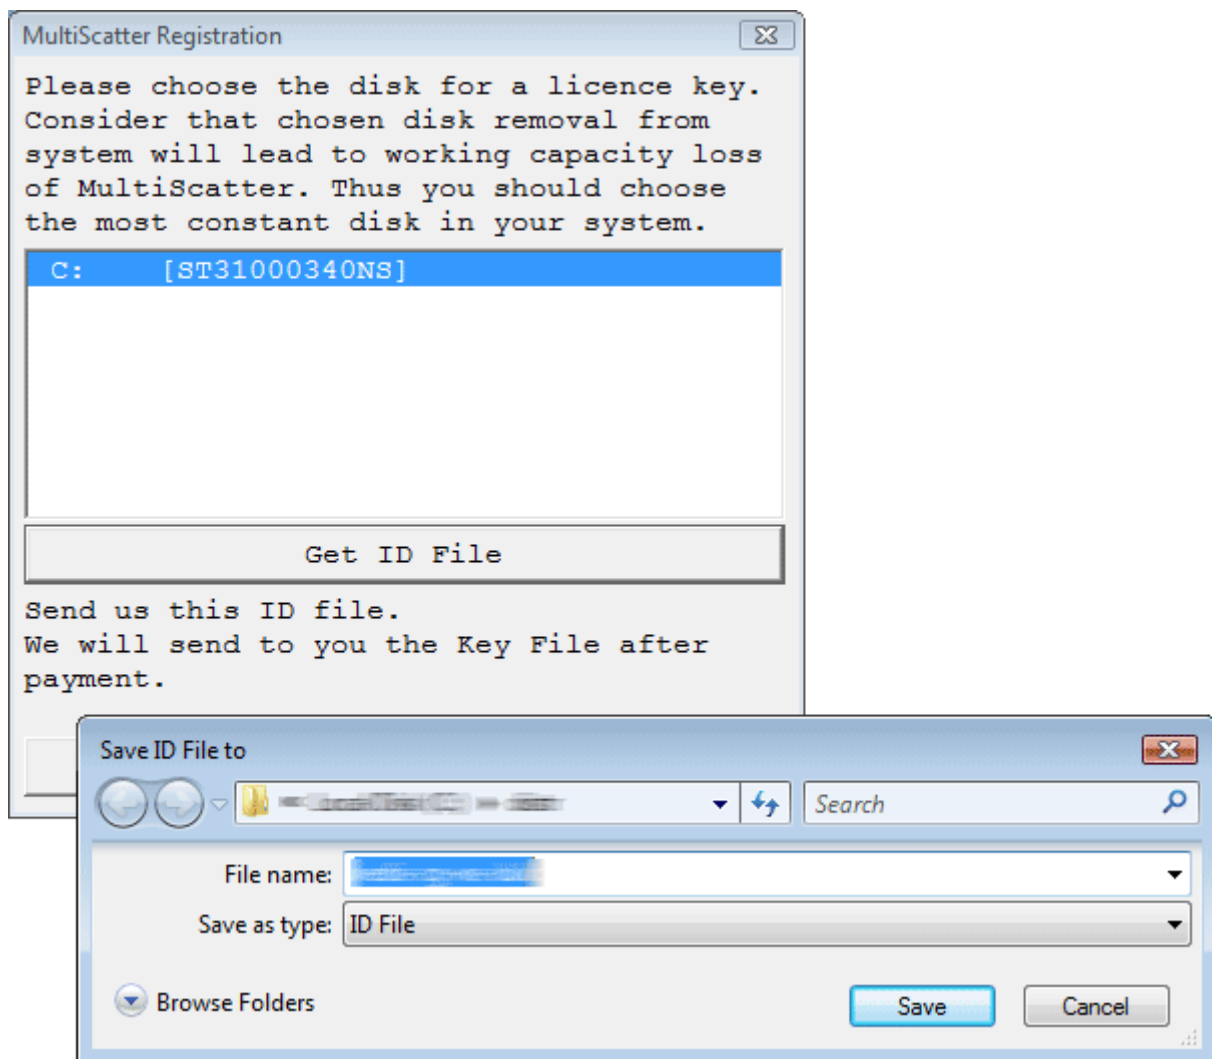 MultiScatter Registration
Please choose the disk for a licence key.
Consider that chosen disk removal from
system will lead to working capacity loss
of MultiScatter. Thus you should choose
the most constant disk in your system.
C: [ST31000340NS]
Get ID File
Send us this ID file.
We will send to you the Key File after
payment.
Save ID File to
Search
File name:
Save as type: ID File
Browse Folders
Save
Cancel